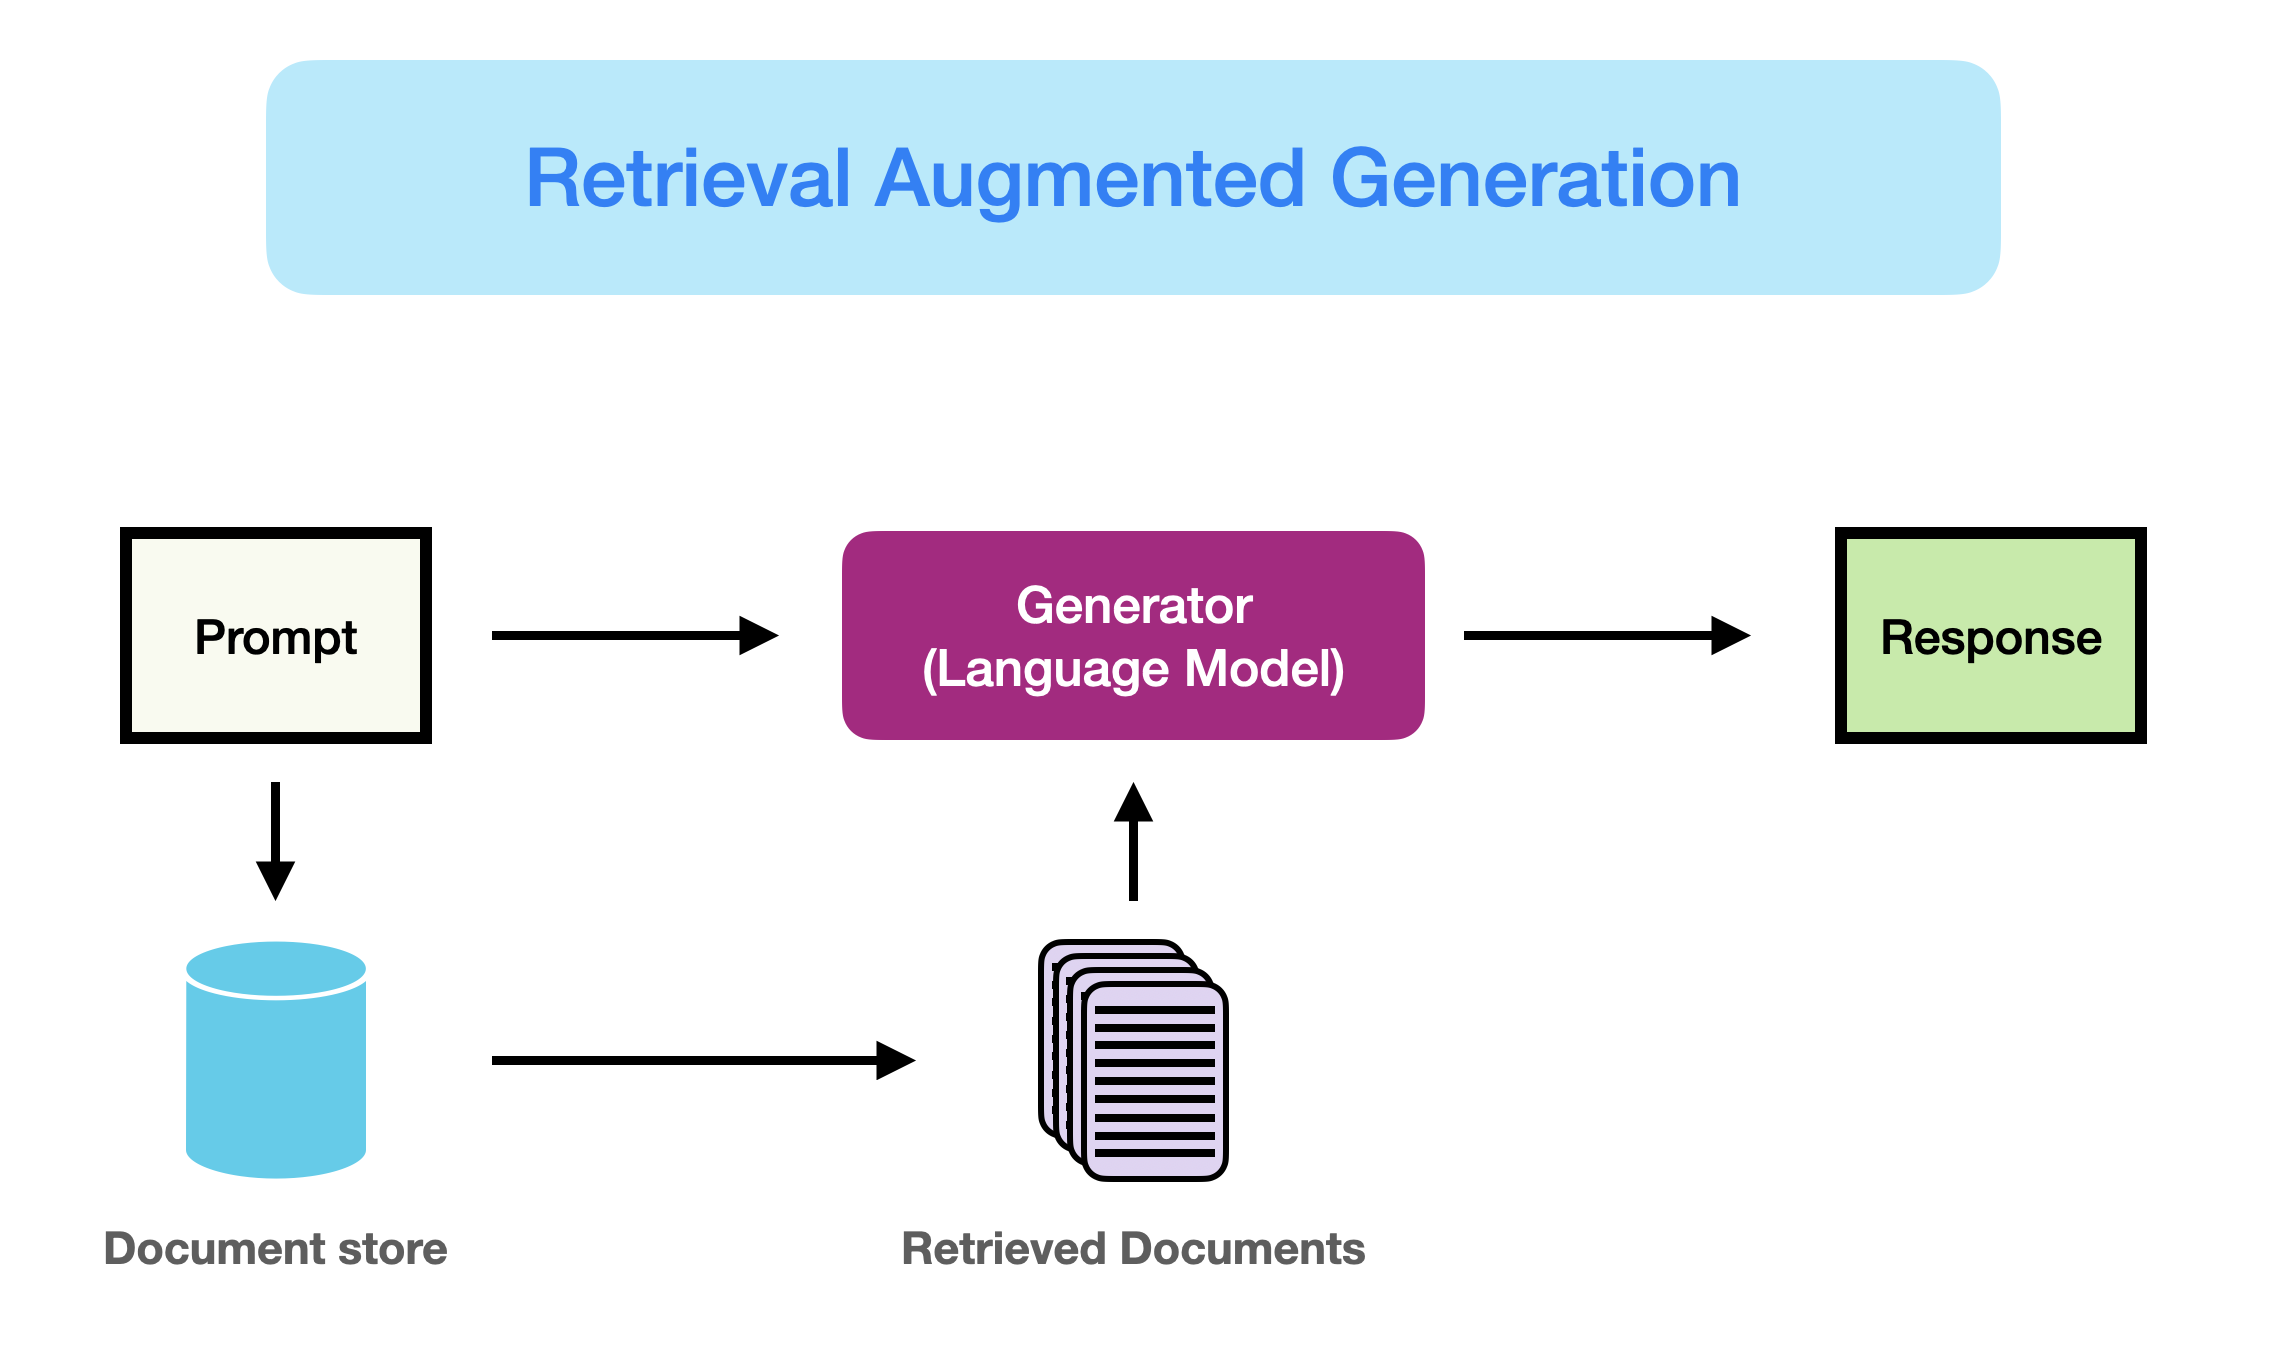 Retrieval Augmented Generation
Prompt
Generator
(Language Model)
Response
Document store
Retrieved Documents